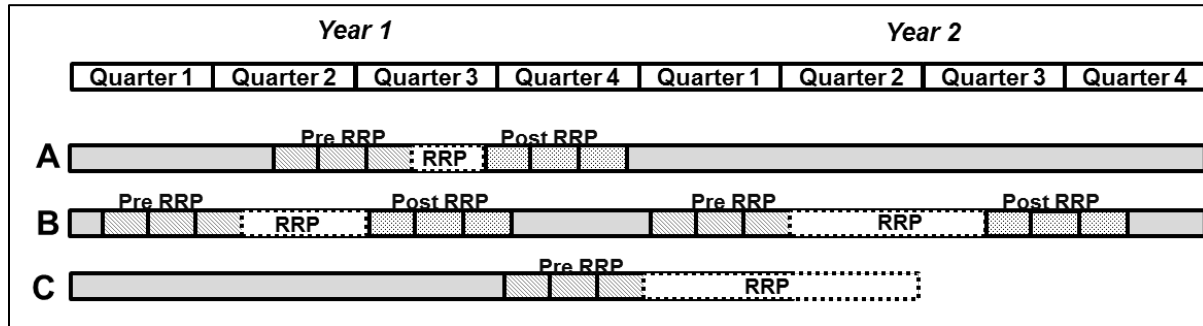 Year 1 Year 2
Quarter 1 Quarter 2 Quarter 3 Quarter 4 Quarter 1 Quarter 2 Quarter 3 Quarter 4
Pre RRP Post RRP
A RRP
Pre RRP Post RRP Pre RRP Post RRP
B RRP RRP
Pre RRP
C RRP